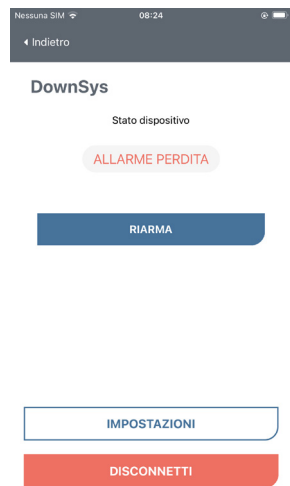 Nessuna SIM 08:24
Indietro
DownSys
Stato dispositivo
ALLARME PERDITA
RIARMA
IMPOSTAZIONI
DISCONNETTI